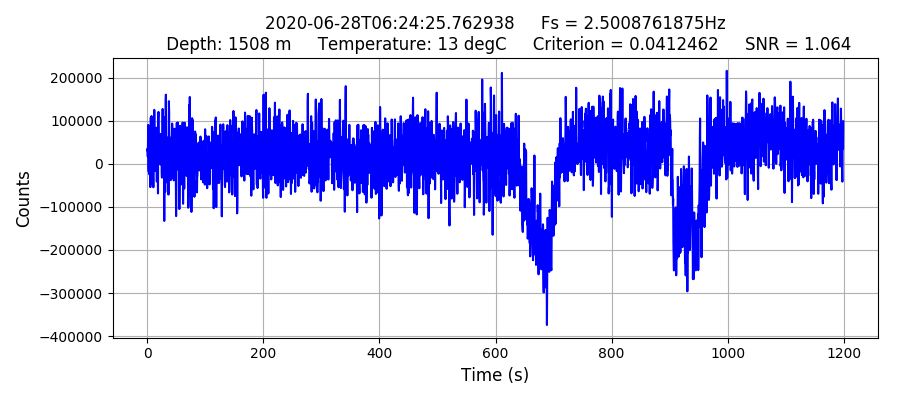 2020-06-28T06:24:25.762938 Fs = 2.5008761875Hz
Depth: 1508 m Temperature: 13 degC Criterion = 0.0412462 SNR = 1.064
200000
100000
0
−100000
−200000
−300000
−400000
Counts
0 200 400 600 800 1000 1200
Time (s)